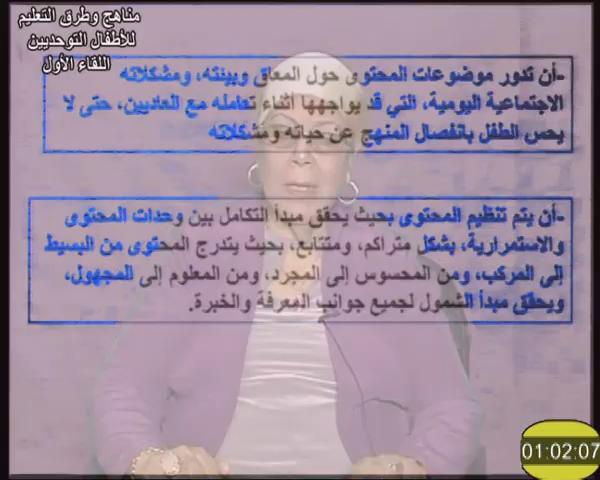 مناهج وطرق التعليم
للأطفال التوحديين
اللقاء الأول
-أن تدور موضوعات المحتوى حول المعاق وبيئته، ومشكلاته
الاجتماعية اليومية، التي قد يواجهها أثناء تعامله مع العاديين، حتى لا
يحس الطفل بانفصال المنهج عن حياته ومشكلاته
-أن يتم تنظيم المحتوى بحيث يحقق مبدأ التكامل بين وحدات المحتوى
والاستمرارية، بشكل متراكم، ومتتابع، بحيث يتدرج المحتوى من البسيط
إلى المركب، ومن المحسوس إلى المجرد، ومن المعلوم إلى المجهول،
ويحقق مبدأ الشمول لجميع جوانب المعرفة والخبرة.
01:02:07